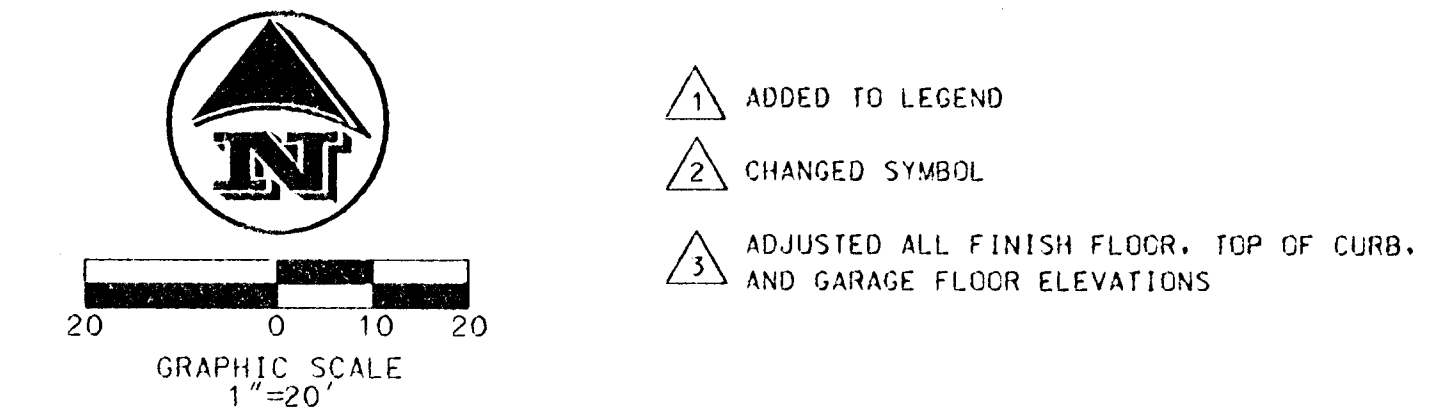 N
20 0 10 20
GRAPHIC SCALE
1"=20'
1 ADDED TO LEGEND
2 CHANGED SYMBOL
3 ADJUSTED ALL FINISH FLOOR, TOP OF CURB,
AND GARAGE FLOOR ELEVATIONS